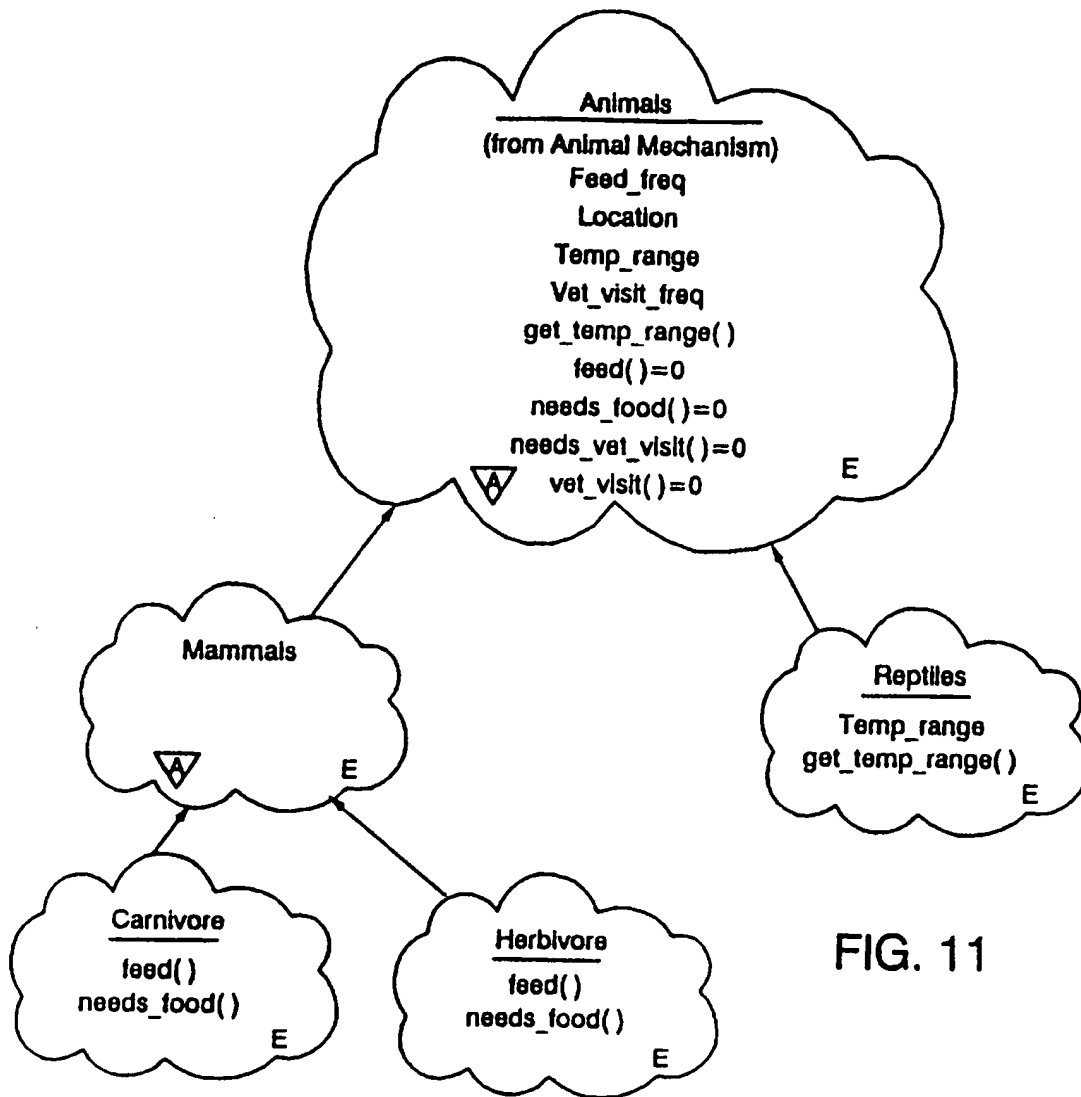 Animals
(from Animal Mechanism)
Feed_freq
Location
Temp_range
Vet_visit_freq
get_temp_range( )
feed( )=0
needs_food( )=0
needs_vet_visit( )=0
vet_visit( )=0
A
E
Mammals
A
E
Reptiles
Temp_range
get_temp_range( )
E
Carnivore
feed( )
needs_food( )
E
Herbivore
feed( )
needs_food( )
E
FIG. 11